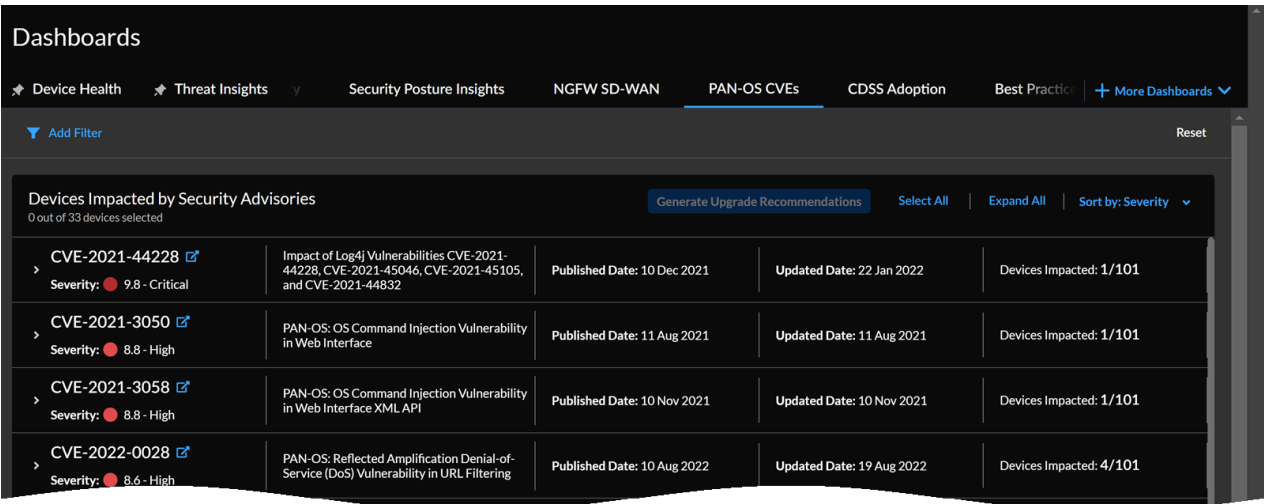 Dashboards
Device Health
Threat Insights
Security Posture Insights
NGFW SD-WAN
PAN-OS CVEs
CDSS Adoption
Best Practice
More Dashboards
Add Filter
Reset
Devices Impacted by Security Advisories
0 out of 33 devices selected
Generate Upgrade Recommendations
Select All
Expand All
Sort by: Severity
CVE-2021-44228
Severity: 9.8 - Critical
Impact of Log4j Vulnerabilities CVE-2021-
44228, CVE-2021-45046, CVE-2021-45105,
and CVE-2021-44832
Published Date: 10 Dec 2021
Updated Date: 22 Jan 2022
Devices Impacted: 1/101
CVE-2021-3050
Severity: 8.8 - High
PAN-OS: OS Command Injection Vulnerability
in Web Interface
Published Date: 11 Aug 2021
Updated Date: 11 Aug 2021
Devices Impacted: 1/101
CVE-2021-3058
Severity: 8.8 - High
PAN-OS: OS Command Injection Vulnerability
in Web Interface XML API
Published Date: 10 Nov 2021
Updated Date: 10 Nov 2021
Devices Impacted: 1/101
CVE-2022-0028
Severity: 8.6 - High
PAN-OS: Reflected Amplification Denial-of-
Service (DoS) Vulnerability in URL Filtering
Published Date: 10 Aug 2022
Updated Date: 19 Aug 2022
Devices Impacted: 4/101